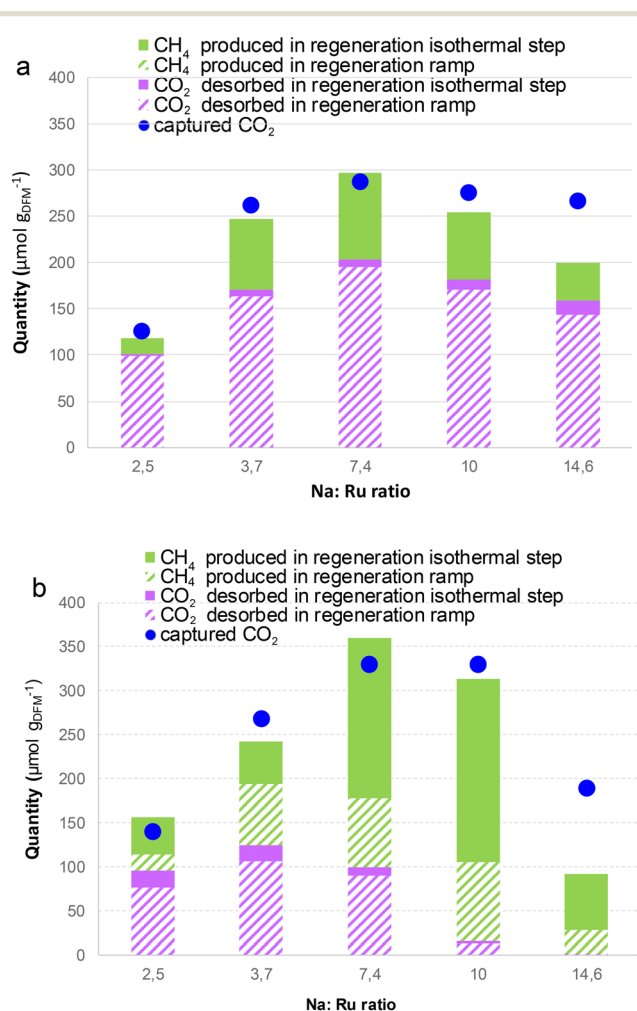 a
CH₄ produced in regeneration isothermal step
CH₄ produced in regeneration ramp
CO₂ desorbed in regeneration isothermal step
CO₂ desorbed in regeneration ramp
captured CO₂
400
350
300
250
200
150
100
50
0
Quantity (µmol g_DFM⁻¹)
2,5 3,7 7,4 10 14,6
Na: Ru ratio
b
CH₄ produced in regeneration isothermal step
CH₄ produced in regeneration ramp
CO₂ desorbed in regeneration isothermal step
CO₂ desorbed in regeneration ramp
captured CO₂
400
350
300
250
200
150
100
50
0
Quantity (µmol g_DFM⁻¹)
2,5 3,7 7,4 10 14,6
Na: Ru ratio